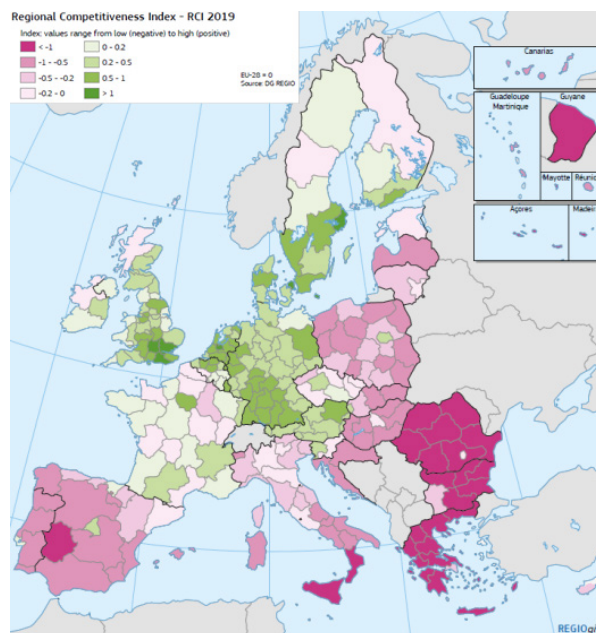 Regional Competitiveness Index - RCI 2019
Index: values range from low (negative) to high (positive)
< -1
-1 - -0.5
-0.5 - -0.2
-0.2 - 0
0 - 0.2
0.2 - 0.5
0.5 - 1
> 1
EU-28 = 0
Source: DG REGIO
Canarias
Guadeloupe
Martinique
Guyane
Mayotte
Réunion
Açores
Madeira
REGIO